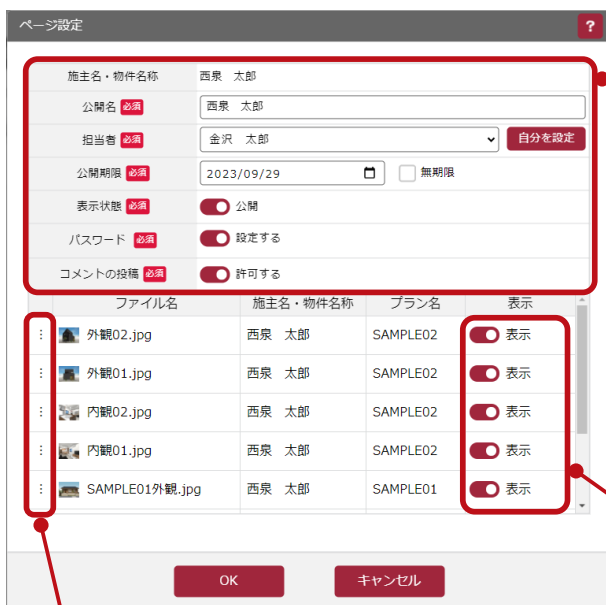 ページ設定 ?
施主名・物件名称 西泉　太郎
公開名 必須 西泉　太郎
担当者 必須 金沢　太郎 自分を設定
公開期限 必須 2023/09/29 無期限
表示状態 必須 公開
パスワード 必須 設定する
コメントの投稿 必須 許可する
ファイル名 施主名・物件名称 プラン名 表示
外観02.jpg 西泉　太郎 SAMPLE02 表示
外観01.jpg 西泉　太郎 SAMPLE02 表示
内観02.jpg 西泉　太郎 SAMPLE02 表示
内観01.jpg 西泉　太郎 SAMPLE02 表示
SAMPLE01外観.jpg 西泉　太郎 SAMPLE01 表示
OK キャンセル